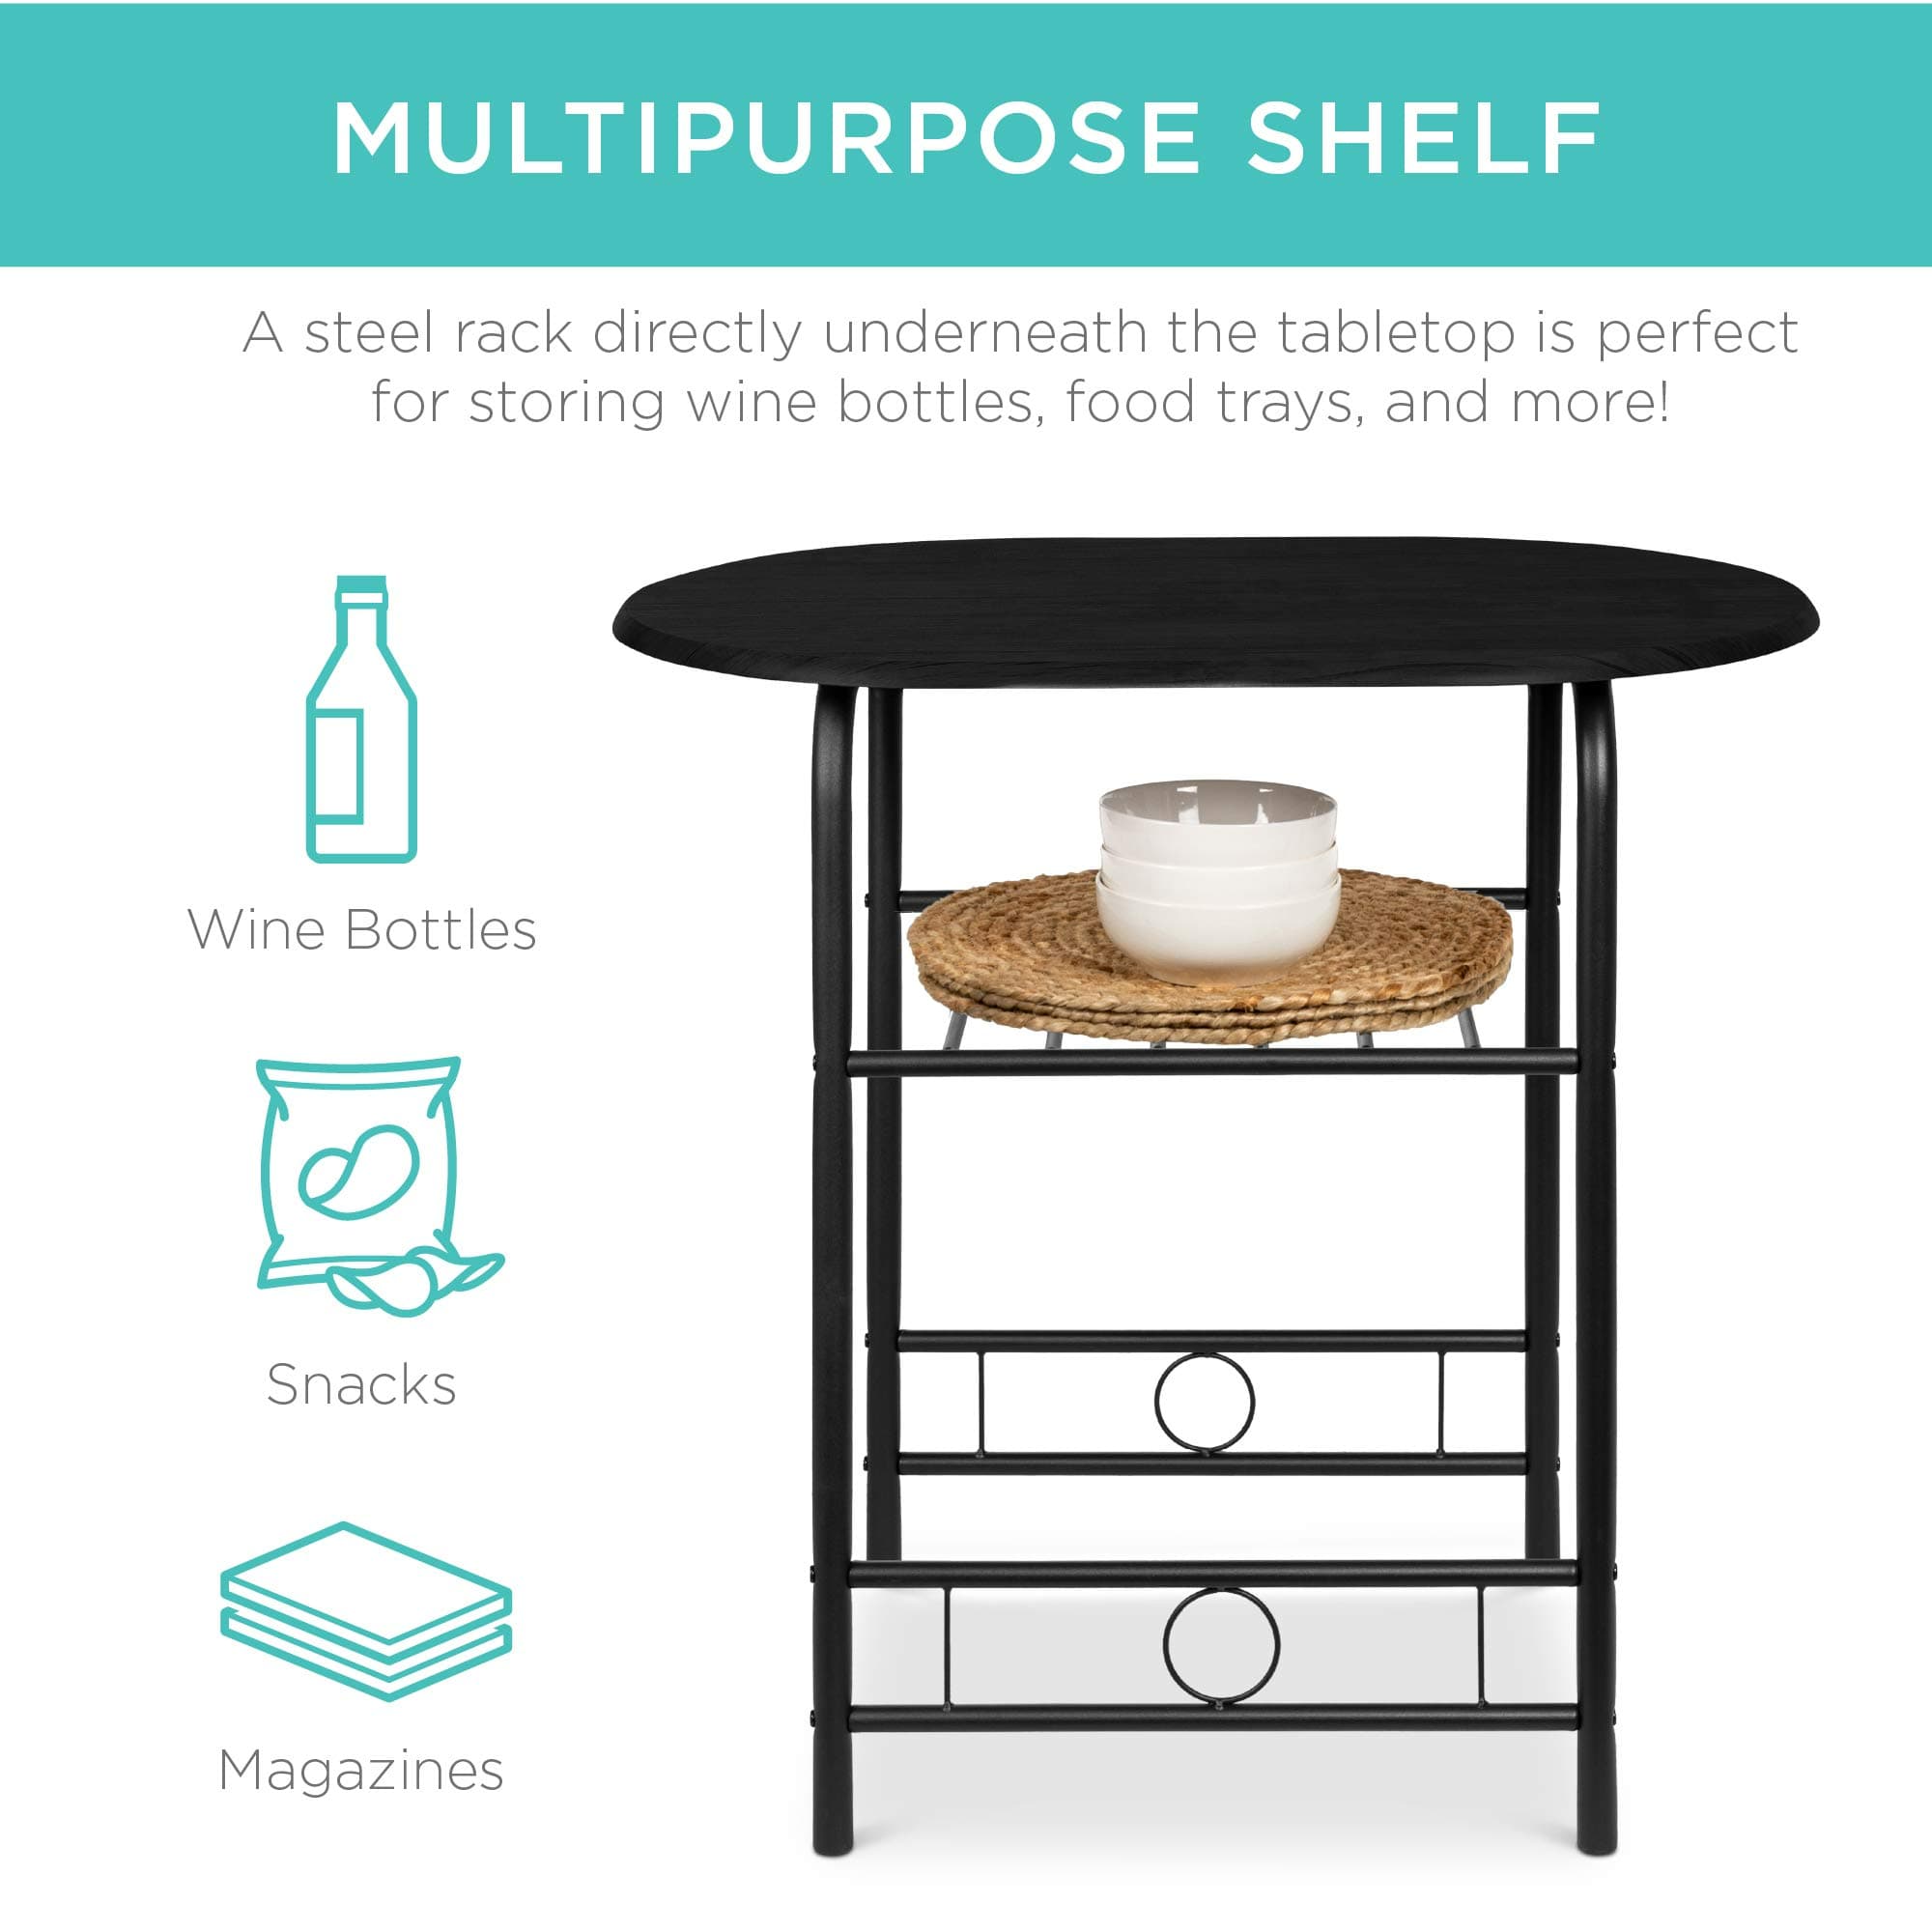 MULTIPURPOSE SHELF
A steel rack directly underneath the tabletop is perfect
for storing wine bottles, food trays, and more!
Wine Bottles
Snacks
Magazines